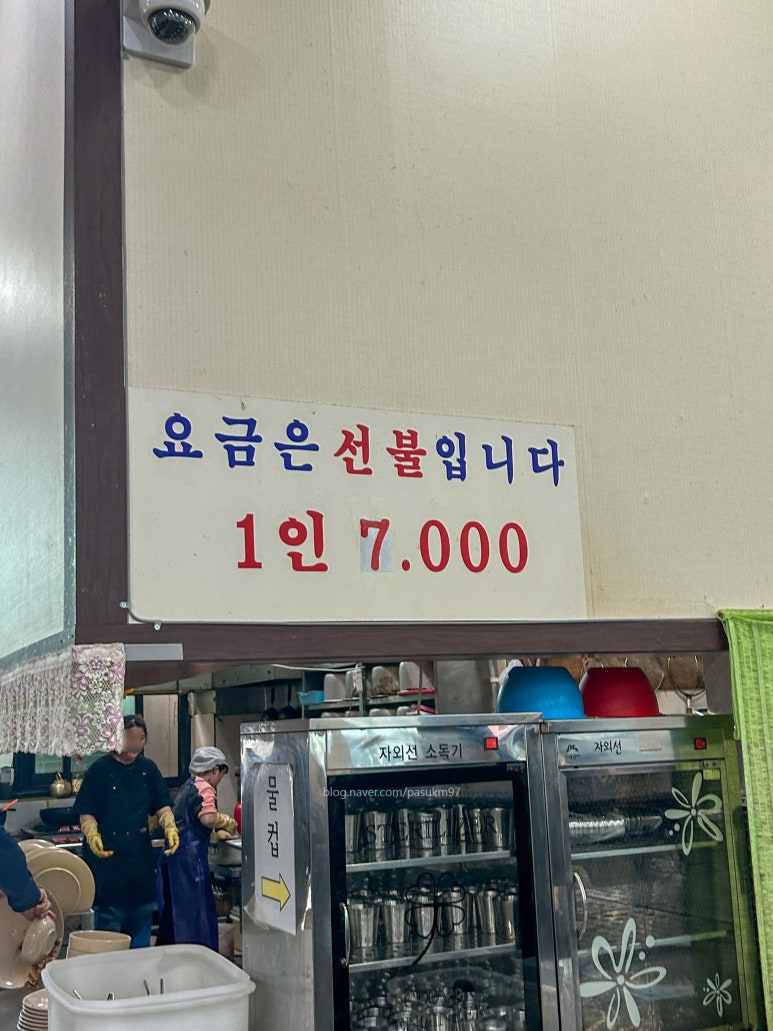 요금은 선불입니다
1인 7.000
자외선 소독기
자외선
물컵
blog.naver.com/pasukm97